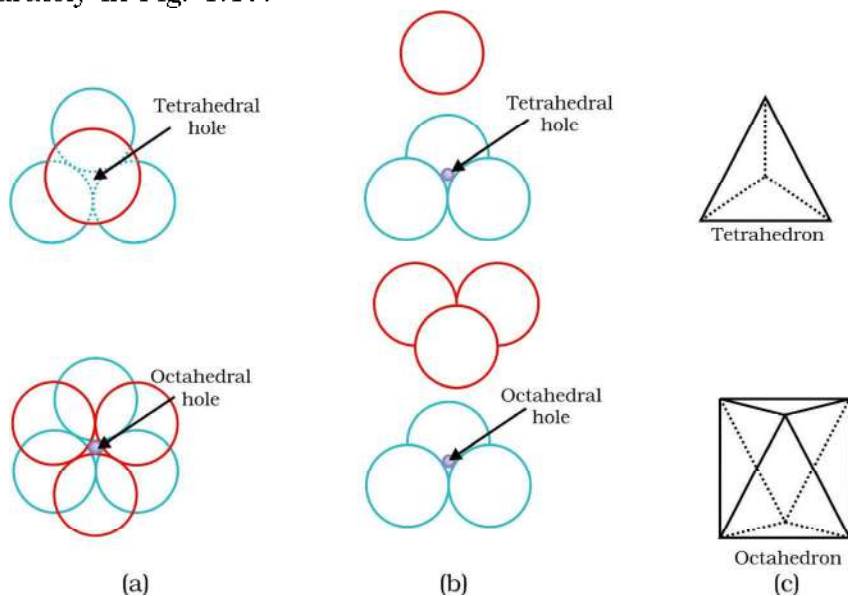 Tetrahedral
hole
Tetrahedral
hole
Tetrahedron
Octahedral
hole
Octahedral
hole
Octahedron
(a)
(b)
(c)